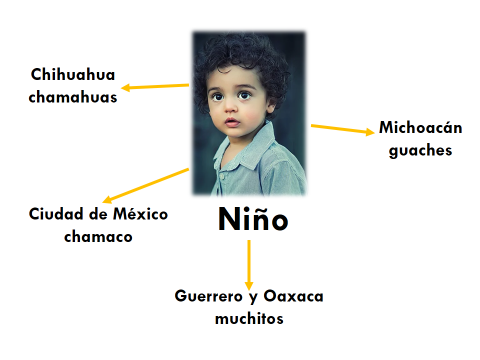 Chihuahua
chamahuas
Michoacán
guaches
Ciudad de México
chamaco
Niño
Guerrero y Oaxaca
muchitos